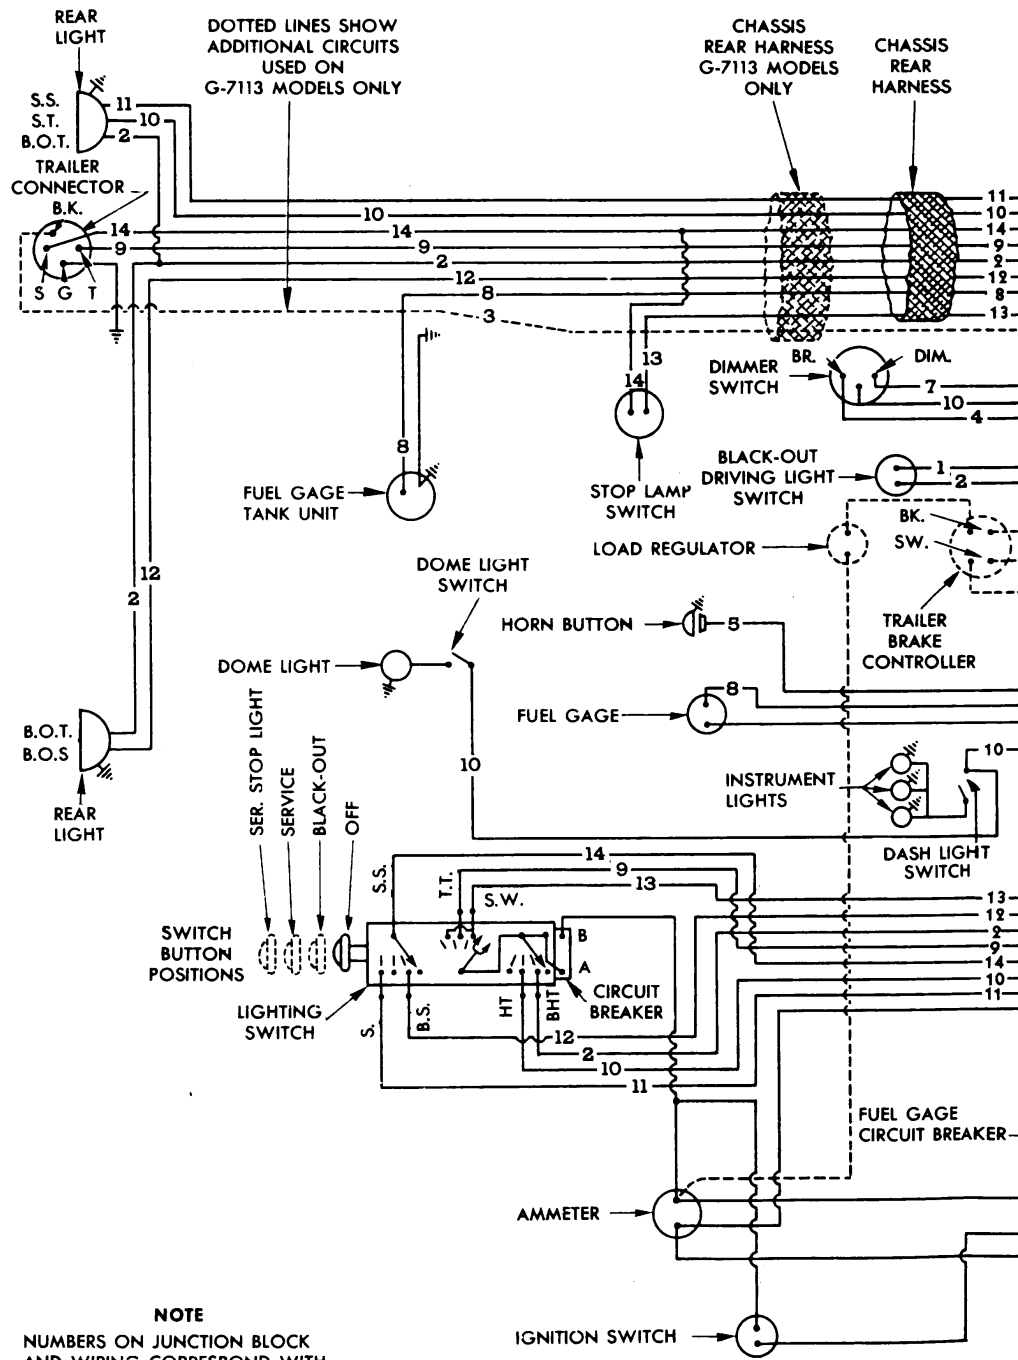 REAR
LIGHT
DOTTED LINES SHOW
ADDITIONAL CIRCUITS
USED ON
G-7113 MODELS ONLY
CHASSIS
REAR HARNESS
G-7113 MODELS
ONLY
CHASSIS
REAR
HARNESS
S.S.
S.T.
B.O.T.
11
10
2
TRAILER
CONNECTOR
B.K.
14
9
S G T
10
14
9
2
12
8
3
11
10
14
9
2
12
8
13
13
14
DIMMER
SWITCH
BR.
DIM.
7
10
4
8
FUEL GAGE
TANK UNIT
STOP LAMP
SWITCH
BLACK-OUT
DRIVING LIGHT
SWITCH
1
2
BK.
SW.
LOAD REGULATOR
TRAILER
BRAKE
CONTROLLER
12
2
DOME LIGHT
SWITCH
HORN BUTTON
5
DOME LIGHT
FUEL GAGE
8
B.O.T.
B.O.S
REAR
LIGHT
10
INSTRUMENT
LIGHTS
10
DASH LIGHT
SWITCH
SER. STOP LIGHT
SERVICE
BLACK-OUT
OFF
S.S.
T.T.
S.W.
14
9
13
13
12
2
9
14
10
11
SWITCH
BUTTON
POSITIONS
B
A
LIGHTING
SWITCH
S.
B.S.
HT
BHT
CIRCUIT
BREAKER
12
2
10
11
FUEL GAGE
CIRCUIT BREAKER
AMMETER
IGNITION SWITCH
NOTE
NUMBERS ON JUNCTION BLOCK
AND WIRING CORRESPOND WITH